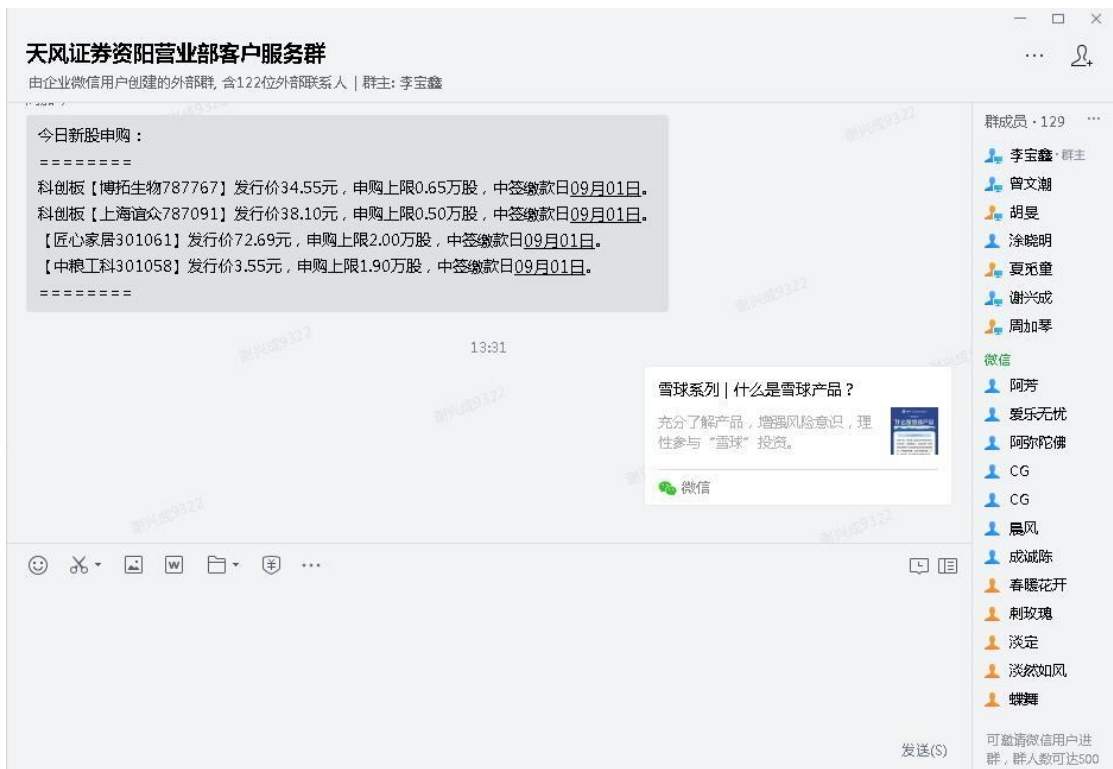 天风证券资阳营业部客户服务群
由企业微信用户创建的外部群, 含122位外部联系人 | 群主: 李宝鑫
今日新股申购：
========
科创板【博拓生物787767】发行价34.55元，申购上限0.65万股，中签缴款日09月01日。
科创板【上海谊众787091】发行价38.10元，申购上限0.50万股，中签缴款日09月01日。
【匠心家居301061】发行价72.69元，申购上限2.00万股，中签缴款日09月01日。
【中粮工科301058】发行价3.55元，申购上限1.90万股，中签缴款日09月01日。
========
13:31
雪球系列 | 什么是雪球产品？
充分了解产品，增强风险意识，理
性参与“雪球”投资。
微信
发送(S)
群成员·129
李宝鑫·群主
曾文潮
胡旻
涂晓明
谢兴成
周加琴
微信
阿芳
爱乐无忧
阿弥陀佛
CG
CG
晨风
成诚陈
春暖花开
刺玫瑰
淡定
淡然如风
蝶舞
可邀请微信用户进
群，群人数可达500
谢兴成9322